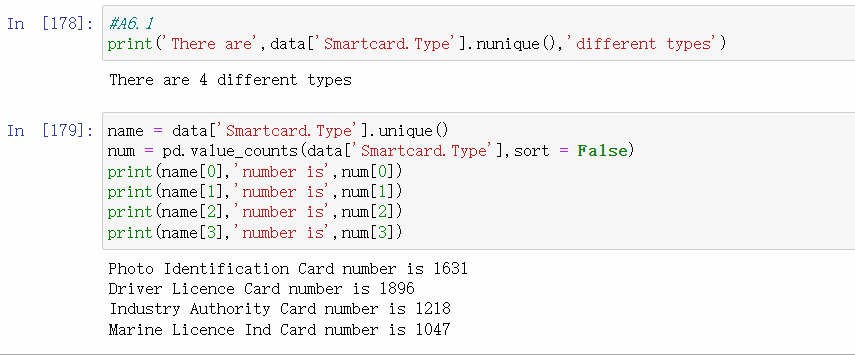 In [178]: #A6.1
print('There are',data['Smartcard.Type'].nunique(),'different types')
There are 4 different types
In [179]: name = data['Smartcard.Type'].unique()
num = pd.value_counts(data['Smartcard.Type'],sort = False)
print(name[0],'number is',num[0])
print(name[1],'number is',num[1])
print(name[2],'number is',num[2])
print(name[3],'number is',num[3])
Photo Identification Card number is 1631
Driver Licence Card number is 1896
Industry Authority Card number is 1218
Marine Licence Ind Card number is 1047